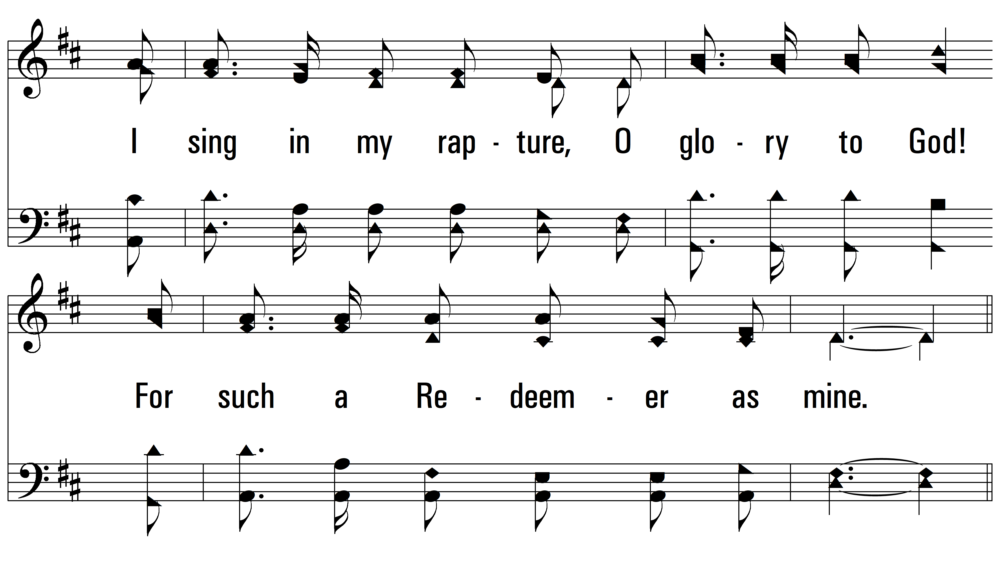 I sing in my rap - ture, O glo - ry to God!
For such a Re - deem - er as mine.